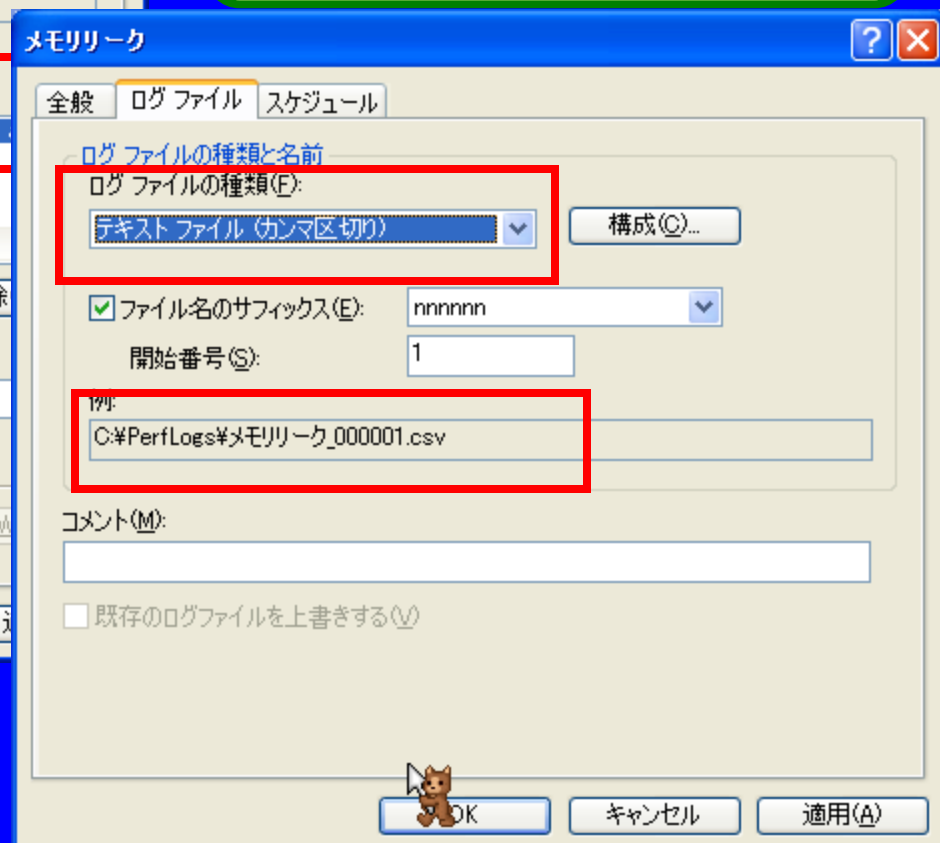 メモリリーク
全般 ログ ファイル スケジュール
ログ ファイルの種類と名前
ログ ファイルの種類(F):
テキスト ファイル (カンマ区切り)
構成(C)...
ファイル名のサフィックス(E):
nnnnnn
開始番号(S):
1
例:
C:¥PerfLogs¥メモリリーク_000001.csv
コメント(M):
既存のログファイルを上書きする(V)
OK キャンセル 適用(A)